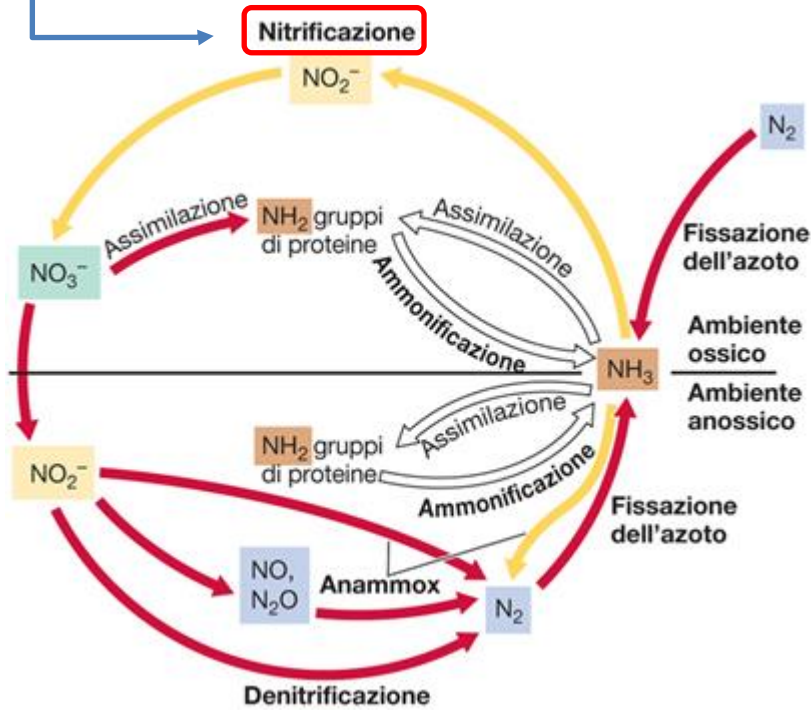 Nitrificazione
NO₂⁻
N₂
Assimilazione
NH₂ gruppi
di proteine
Assimilazione
Fissazione
dell'azoto
NO₃⁻
Ammonificazione
Ambiente
ossico
NH₃
Ambiente
anossico
NH₂ gruppi
di proteine
Assimilazione
NO₂⁻
Ammonificazione
Fissazione
dell'azoto
NO,
N₂O
Anammox
N₂
Denitrificazione